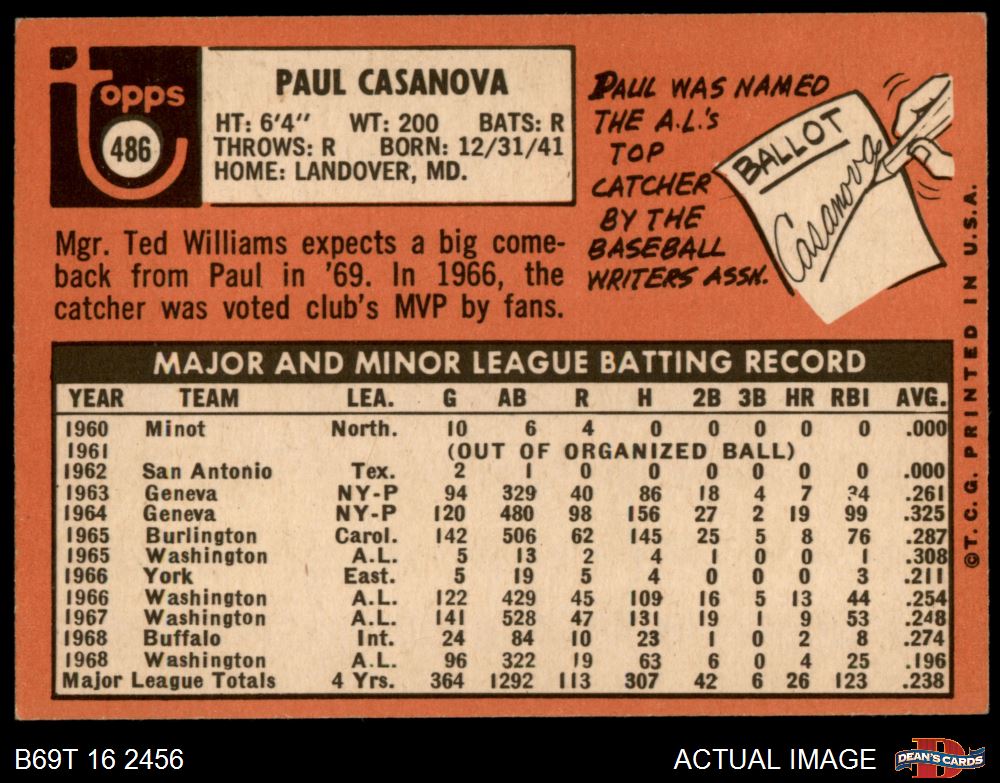 Topps
486
PAUL CASANOVA
HT: 6'4" WT: 200 BATS: R
THROWS: R BORN: 12/31/41
HOME: LANDOVER, MD.
PAUL WAS NAMED
THE A.L.'s
TOP
CATCHER
BY THE
BASEBALL
WRITERS ASSN.
BALLOT
Casanova
Mgr. Ted Williams expects a big come-
back from Paul in '69. In 1966, the
catcher was voted club's MVP by fans.
MAJOR AND MINOR LEAGUE BATTING RECORD
YEAR TEAM LEA. G AB R H 2B 3B HR RBI AVG.
1960 Minot North. 10 6 4 0 0 0 0 0 .000
1961 (OUT OF ORGANIZED BALL)
1962 San Antonio Tex. 2 1 0 0 0 0 0 0 .000
1963 Geneva NY-P 94 329 40 86 18 4 7 34 .261
1964 Geneva NY-P 120 480 98 156 27 2 19 99 .325
1965 Burlington Carol. 142 506 62 145 25 5 8 76 .287
1965 Washington A.L. 5 13 2 4 1 0 0 1 .308
1966 York East. 5 19 5 4 0 0 0 3 .211
1966 Washington A.L. 122 429 45 109 16 5 13 44 .254
1967 Washington A.L. 141 528 47 131 19 1 9 53 .248
1968 Buffalo Int. 24 84 10 23 1 0 2 8 .274
1968 Washington A.L. 96 322 19 63 6 0 4 25 .196
Major League Totals 4 Yrs. 364 1292 113 307 42 6 26 123 .238
©T. C. G. PRINTED IN U.S.A.
B69T 16 2456
ACTUAL IMAGE
D
DEAN'S CARDS